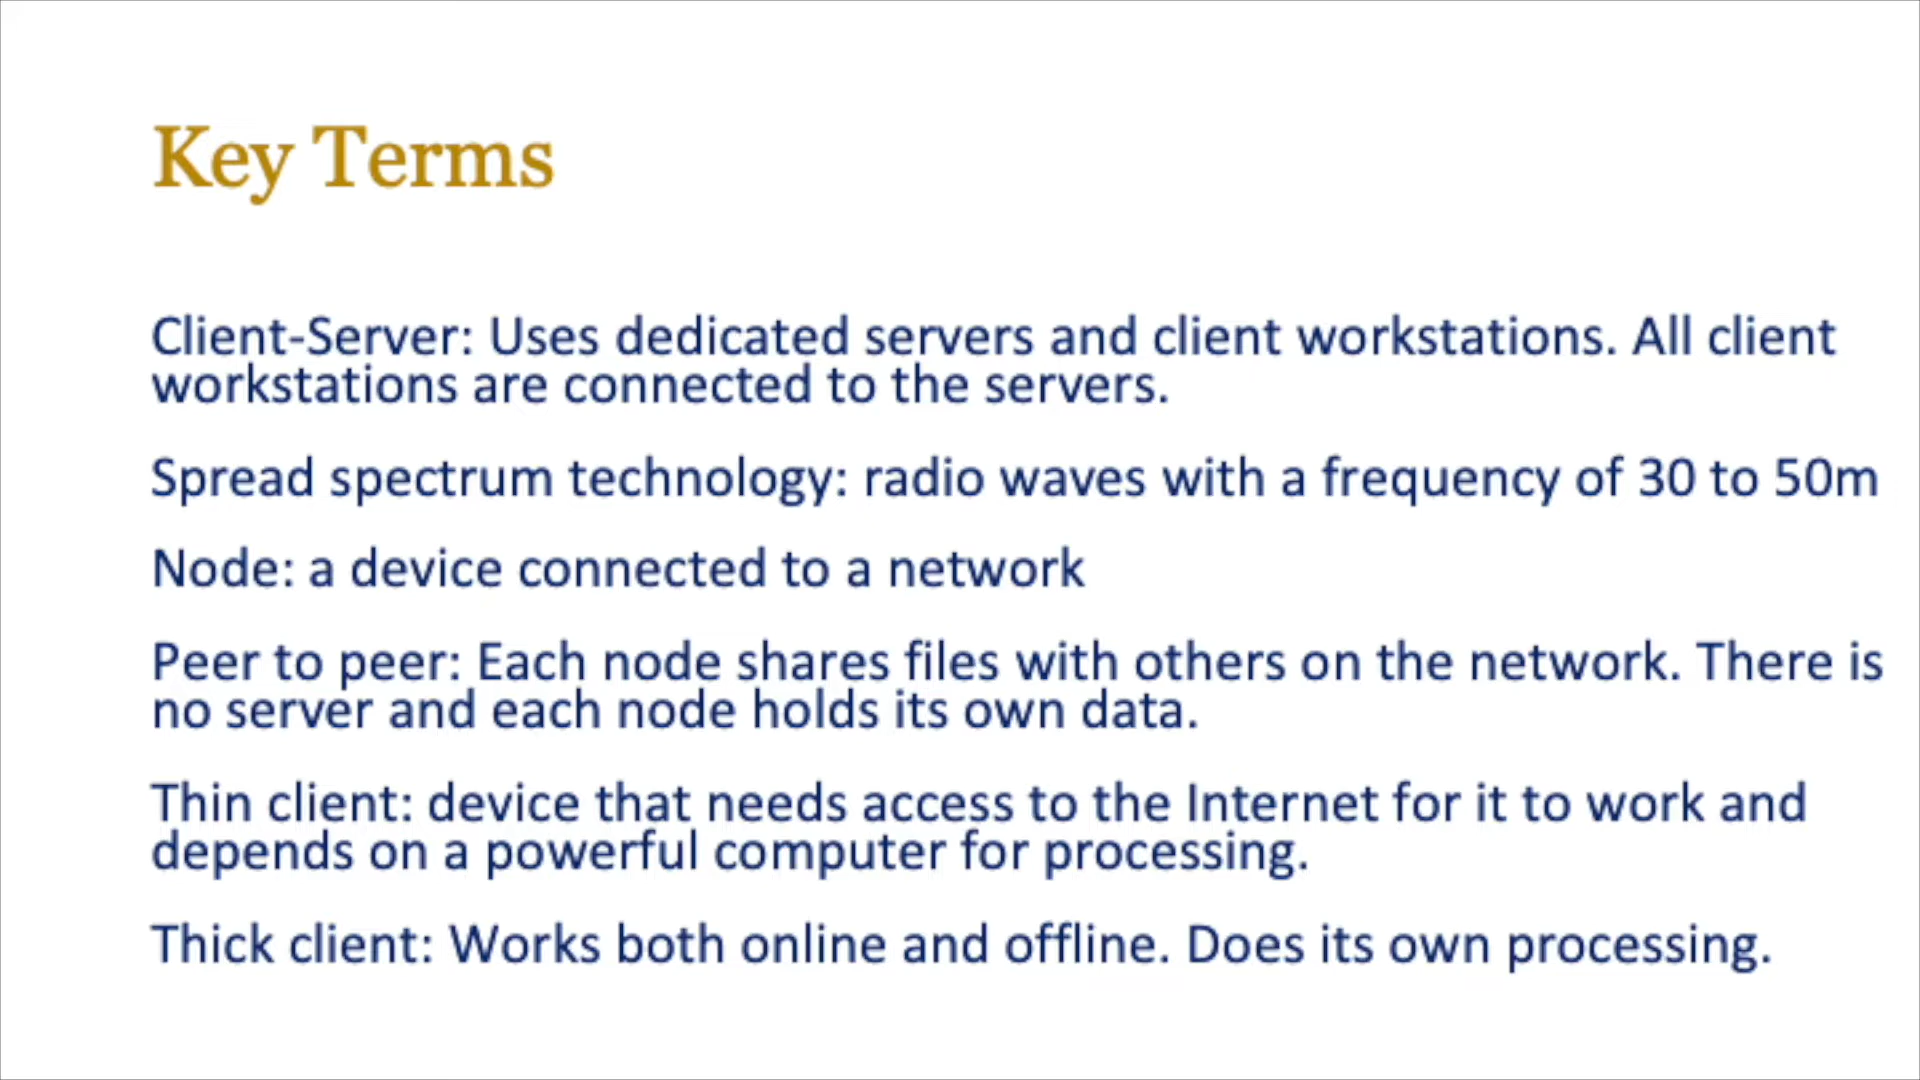 Key Terms
Client-Server: Uses dedicated servers and client workstations. All client
workstations are connected to the servers.
Spread spectrum technology: radio waves with a frequency of 30 to 50m
Node: a device connected to a network
Peer to peer: Each node shares files with others on the network. There is
no server and each node holds its own data.
Thin client: device that needs access to the Internet for it to work and
depends on a powerful computer for processing.
Thick client: Works both online and offline. Does its own processing.